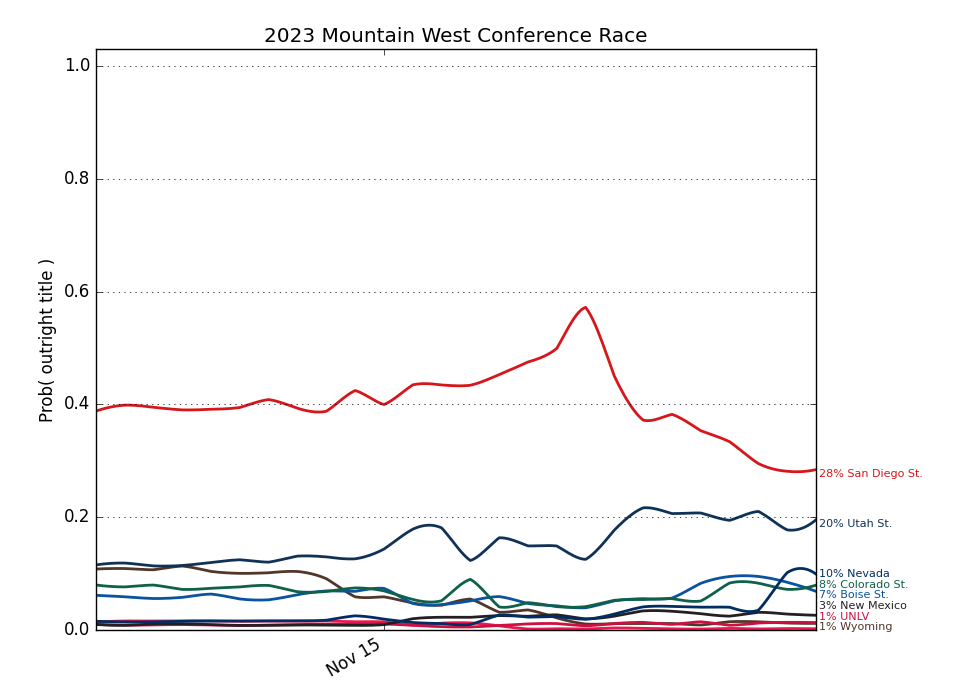 2023 Mountain West Conference Race
Prob( outright title )
1.0
0.8
0.6
0.4
0.2
0.0
Nov 15
28% San Diego St.
20% Utah St.
10% Nevada
8% Colorado St.
7% Boise St.
3% New Mexico
1% UNLV
1% Wyoming